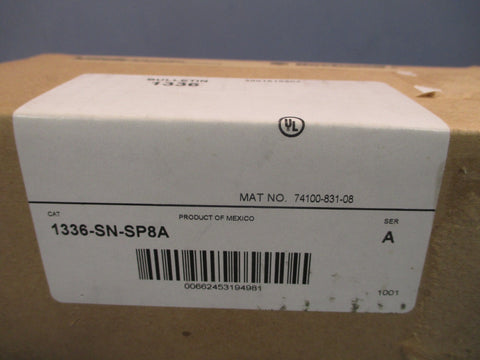 BULLETIN
1336
UL
MAT NO. 74100-831-08
CAT
PRODUCT OF MEXICO
SER
1336-SN-SP8A
A
00662453194981
1001